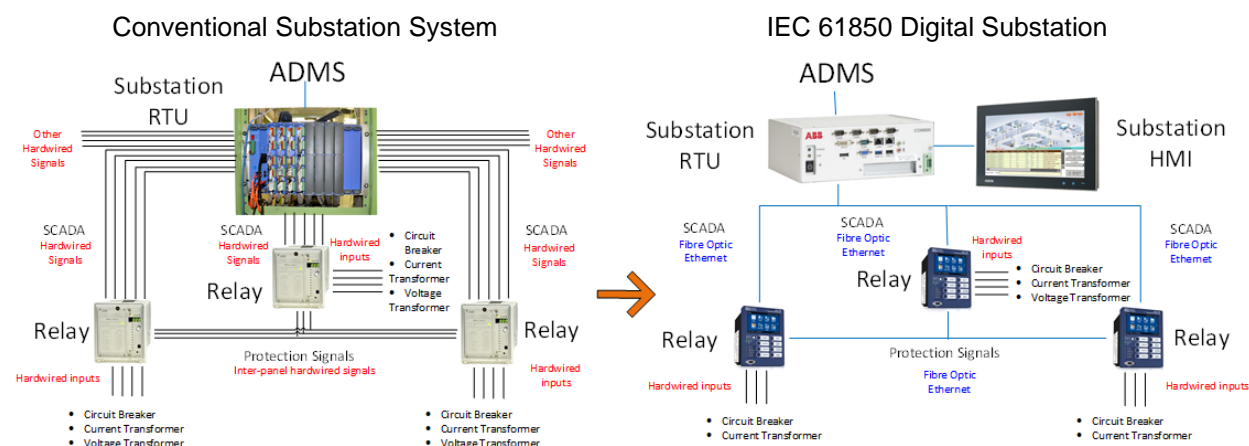 Conventional Substation System
ADMS
Substation
RTU
Other
Hardwired
Signals
Other
Hardwired
Signals
SCADA
Hardwired
Signals
SCADA
Hardwired
Signals
Hardwired
inputs
• Circuit
Breaker
• Current
Transformer
• Voltage
Transformer
SCADA
Hardwired
Signals
Relay
Relay
Relay
Protection Signals
Inter-panel hardwired signals
Hardwired inputs
Hardwired
inputs
• Circuit Breaker
• Current Transformer
• Voltage Transformer
• Circuit Breaker
• Current Transformer
• Voltage Transformer
IEC 61850 Digital Substation
ADMS
Substation
RTU
ABB
Substation
HMI
SCADA
Fibre Optic
Ethernet
SCADA
Fibre Optic
Ethernet
Hardwired
inputs
• Circuit Breaker
• Current Transformer
• Voltage Transformer
SCADA
Fibre Optic
Ethernet
Relay
Relay
Relay
Protection Signals
Fibre Optic
Ethernet
Hardwired inputs
Hardwired inputs
• Circuit Breaker
• Current Transformer
• Circuit Breaker
• Current Transformer